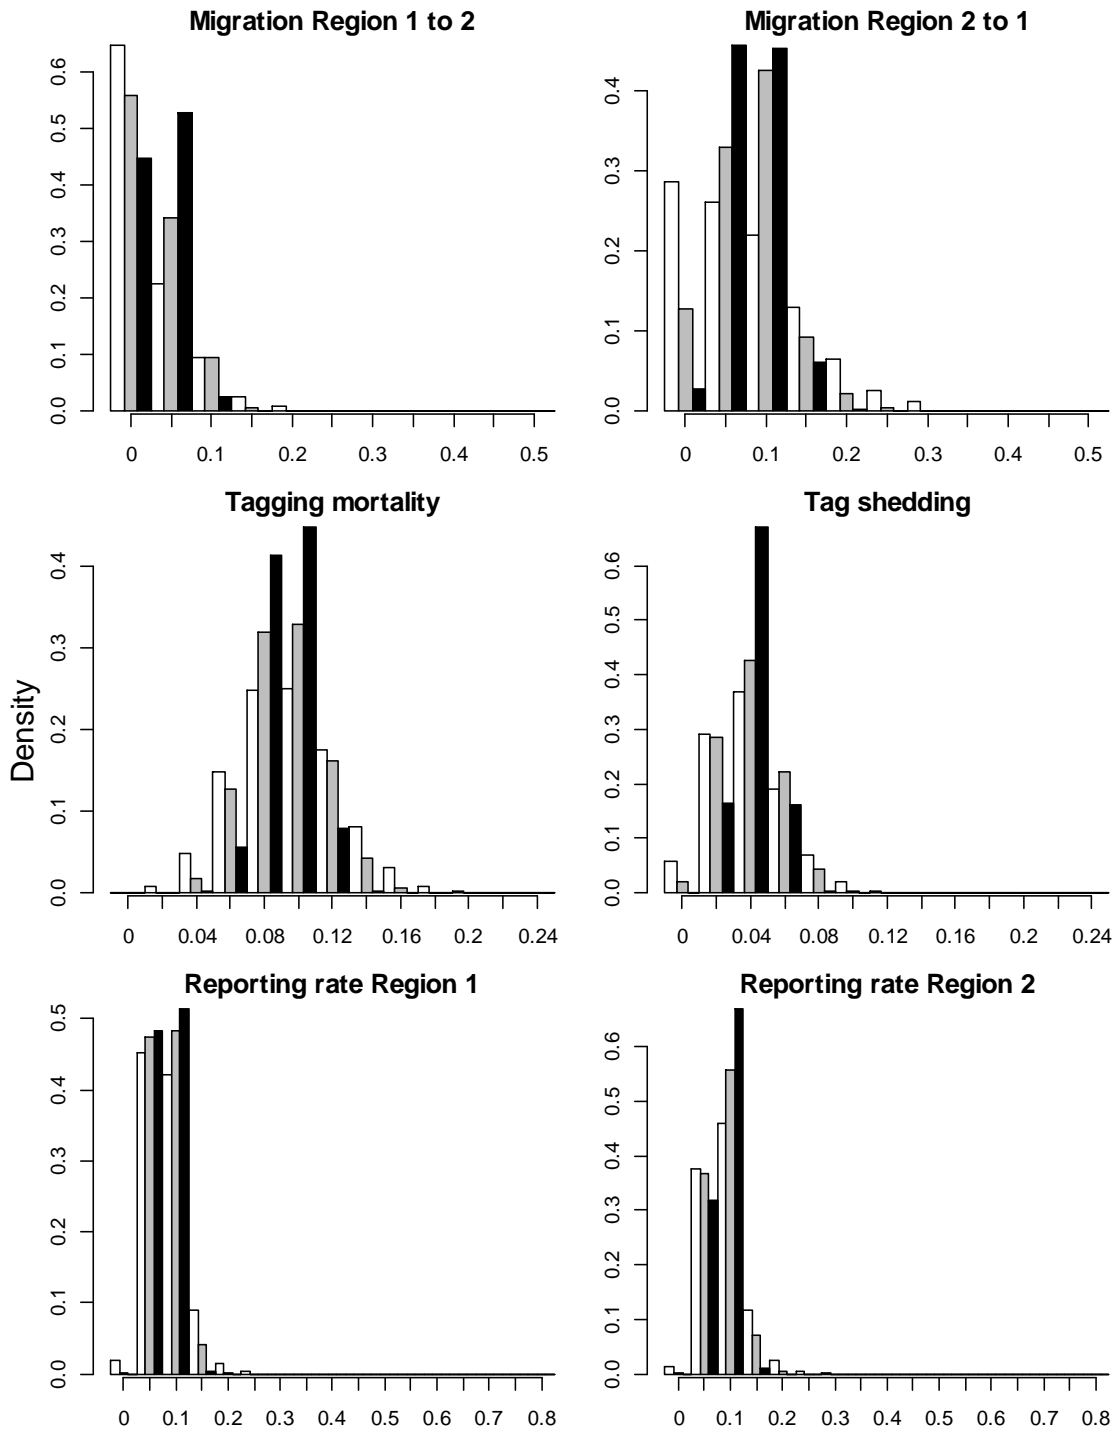 Migration Region 1 to 2
0.0 0.1 0.2 0.3 0.4 0.5 0.6
0 0.1 0.2 0.3 0.4 0.5
Migration Region 2 to 1
0.0 0.1 0.2 0.3 0.4
0 0.1 0.2 0.3 0.4 0.5
Density
Tagging mortality
0.0 0.1 0.2 0.3 0.4
0 0.04 0.08 0.12 0.16 0.2 0.24
Tag shedding
0.0 0.1 0.2 0.3 0.4 0.5 0.6
0 0.04 0.08 0.12 0.16 0.2 0.24
Reporting rate Region 1
0.0 0.1 0.2 0.3 0.4 0.5
0 0.1 0.2 0.3 0.4 0.5 0.6 0.7 0.8
Reporting rate Region 2
0.0 0.1 0.2 0.3 0.4 0.5 0.6
0 0.1 0.2 0.3 0.4 0.5 0.6 0.7 0.8